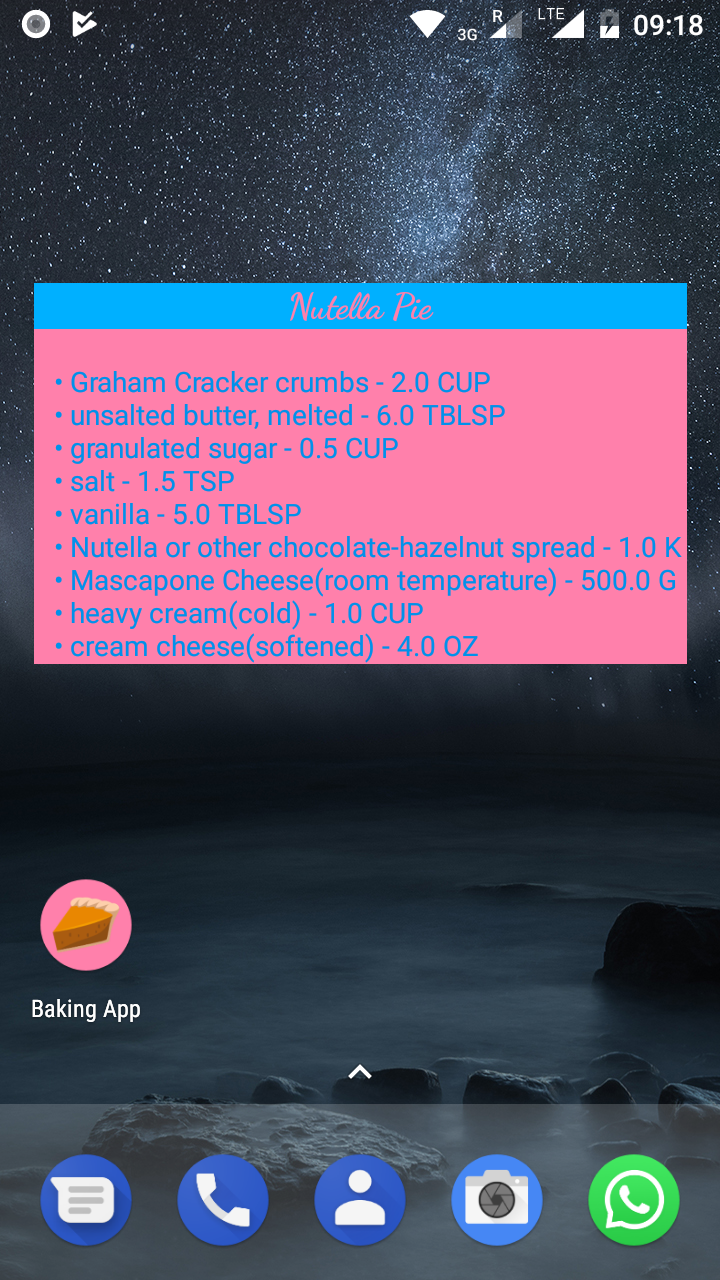 3G R LTE 09:18
Nutella Pie
• Graham Cracker crumbs - 2.0 CUP
• unsalted butter, melted - 6.0 TBLSP
• granulated sugar - 0.5 CUP
• salt - 1.5 TSP
• vanilla - 5.0 TBLSP
• Nutella or other chocolate-hazelnut spread - 1.0 K
• Mascapone Cheese(room temperature) - 500.0 G
• heavy cream(cold) - 1.0 CUP
• cream cheese(softened) - 4.0 OZ
Baking App